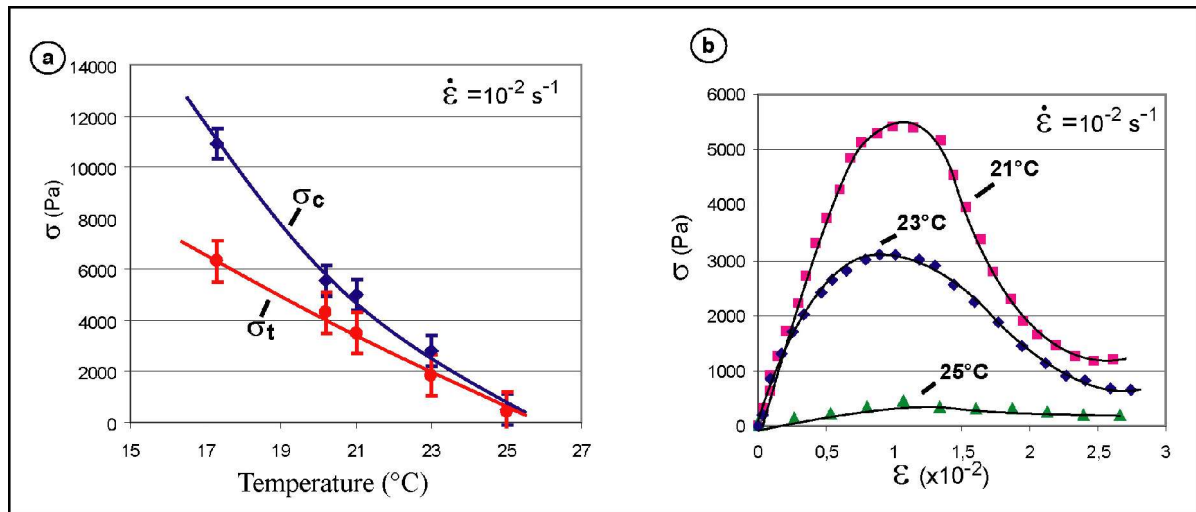 a
σ (Pa)
14000
12000
10000
8000
6000
4000
2000
0
ε̇ = 10⁻² s⁻¹
σc
σt
15 17 19 21 23 25 27
Temperature (°C)
b
σ (Pa)
6000
5000
4000
3000
2000
1000
0
ε̇ = 10⁻² s⁻¹
21°C
23°C
25°C
0 0,5 1 1,5 2 2,5 3
ε (x10⁻²)